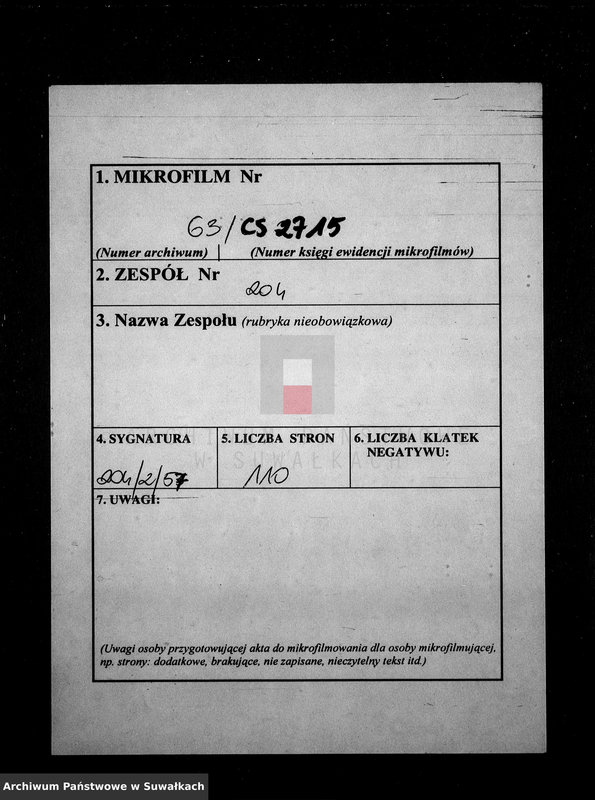 1. MIKROFILM Nr
63/CS 2715
(Numer archiwum) (Numer księgi ewidencji mikrofilmów)
2. ZESPÓŁ Nr
204
3. Nazwa Zespołu (rubryka nieobowiązkowa)
4. SYGNATURA 5. LICZBA STRON 6. LICZBA KLATEK
NEGATYWU:
W SUWAŁKACH
204/2/57 110
7. UWAGI:
(Uwagi osoby przygotowującej akta do mikrofilmowania dla osoby mikrofilmującej,
np. strony: dodatkowe, brakujące, nie zapisane, nieczytelny tekst itd.)
Archiwum Państwowe w Suwałkach